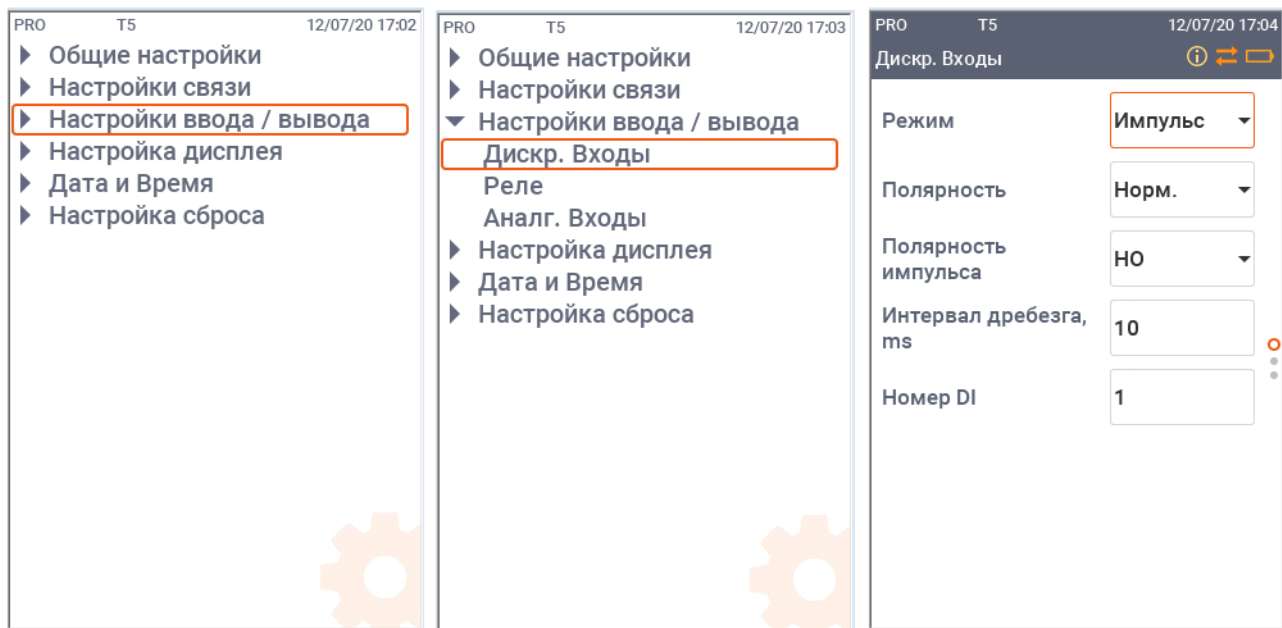 PRO T5 12/07/20 17:02
Общие настройки
Настройки связи
Настройки ввода / вывода
Настройка дисплея
Дата и Время
Настройка сброса
PRO T5 12/07/20 17:03
Общие настройки
Настройки связи
Настройки ввода / вывода
Дискр. Входы
Реле
Аналг. Входы
Настройка дисплея
Дата и Время
Настройка сброса
PRO T5 12/07/20 17:04
Дискр. Входы
Режим Импульс
Полярность Норм.
Полярность
импульса НО
Интервал дребезга,
ms 10
Номер DI 1